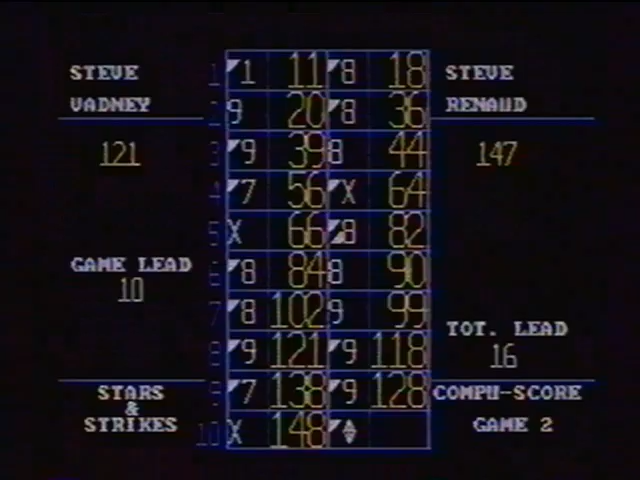 STEVE
VADNEY
121
GAME LEAD
10
STARS
&
STRIKES
1 1 11 8 18
2 9 20 8 36
3 9 39 8 44
4 7 56 X 64
5 X 66 8 82
6 8 84 8 90
7 8 102 9 99
8 9 121 9 118
9 7 138 9 128
10 X 148
STEVE
RENAUD
147
TOT. LEAD
16
COMPU-SCORE
GAME 2